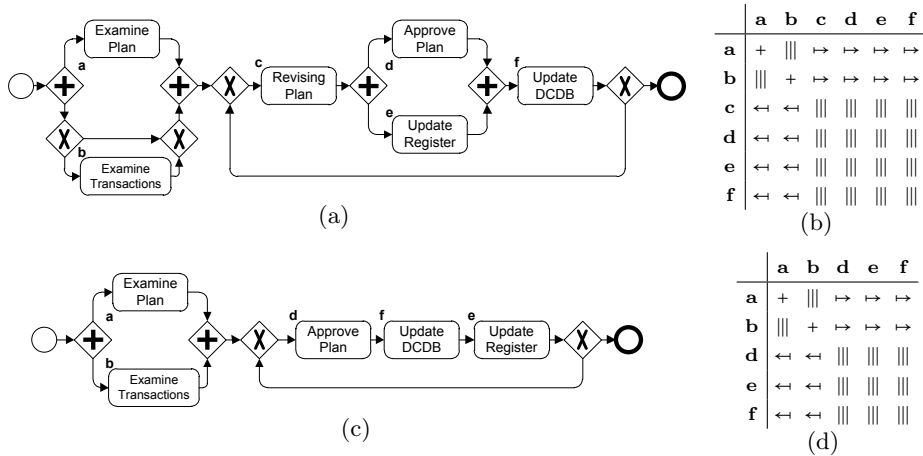 Examine
Plan
a
b
Examine
Transactions
c
Revising
Plan
d
Approve
Plan
e
Update
Register
f
Update
DCDB
(a)
a b c d e f
a + ||| ↦ ↦ ↦ ↦
b ||| + ↦ ↦ ↦ ↦
c ↤ ↤ ||| ||| ||| |||
d ↤ ↤ ||| ||| ||| |||
e ↤ ↤ ||| ||| ||| |||
f ↤ ↤ ||| ||| ||| |||
(b)
Examine
Plan
a
b
Examine
Transactions
d
Approve
Plan
f
Update
DCDB
e
Update
Register
(c)
a b d e f
a + ||| ↦ ↦ ↦
b ||| + ↦ ↦ ↦
d ↤ ↤ ||| ||| |||
e ↤ ↤ ||| ||| |||
f ↤ ↤ ||| ||| |||
(d)